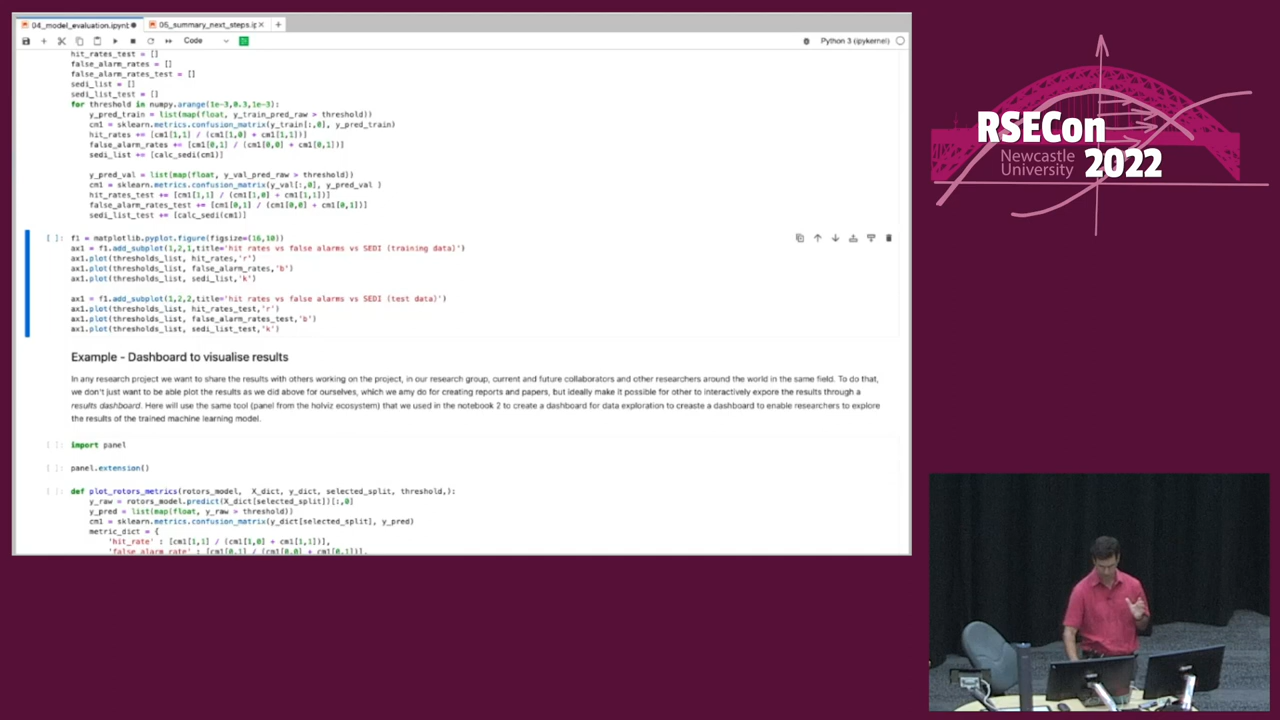 04_model_evaluation.ipynb
05_summary_next_steps.ip
Code
Python 3 (ipykernel)
hit_rates_test = []
false_alarm_rates = []
false_alarm_rates_test = []
sedi_list = []
sedi_list_test = []
for threshold in numpy.arange(1e-3,0.3,1e-3):
y_pred_train = list(map(float, y_train_pred_raw > threshold))
cm1 = sklearn.metrics.confusion_matrix(y_train[:,0], y_pred_train)
hit_rates += [cm1[1,1] / (cm1[1,0] + cm1[1,1])]
false_alarm_rates += [cm1[0,1] / (cm1[0,0] + cm1[0,1])]
sedi_list += [calc_sedi(cm1)]
y_pred_val = list(map(float, y_val_pred_raw > threshold))
cm1 = sklearn.metrics.confusion_matrix(y_val[:,0], y_pred_val )
hit_rates_test += [cm1[1,1] / (cm1[1,0] + cm1[1,1])]
false_alarm_rates_test += [cm1[0,1] / (cm1[0,0] + cm1[0,1])]
sedi_list_test += [calc_sedi(cm1)]
[ ]: f1 = matplotlib.pyplot.figure(figsize=(16,10))
ax1 = f1.add_subplot(1,2,1,title='hit rates vs false alarms vs SEDI (training data)')
ax1.plot(thresholds_list, hit_rates,'r')
ax1.plot(thresholds_list, false_alarm_rates,'b')
ax1.plot(thresholds_list, sedi_list,'k')
ax1 = f1.add_subplot(1,2,2,title='hit rates vs false alarms vs SEDI (test data)')
ax1.plot(thresholds_list, hit_rates_test,'r')
ax1.plot(thresholds_list, false_alarm_rates_test,'b')
ax1.plot(thresholds_list, sedi_list_test,'k')
Example - Dashboard to visualise results
In any research project we want to share the results with others working on the project, in our research group, current and future collaborators and other researchers around the world in the same field. To do that,
we don't just want to be able plot the results as we did above for ourselves, which we amy do for creating reports and papers, but ideally make it possible for other to interactively expore the results through a
results dashboard. Here will use the same tool (panel from the holviz ecosystem) that we used in the notebook 2 to create a dashboard for data exploration to creaste a dashboard to enable researchers to explore
the results of the trained machine learning model.
[ ]: import panel
[ ]: panel.extension()
[ ]: def plot_rotors_metrics(rotors_model, X_dict, y_dict, selected_split, threshold,):
y_raw = rotors_model.predict(X_dict[selected_split])[:,0]
y_pred = list(map(float, y_raw > threshold))
cm1 = sklearn.metrics.confusion_matrix(y_dict[selected_split], y_pred)
metric_dict = {
'hit_rate' : [cm1[1,1] / (cm1[1,0] + cm1[1,1])],
'false_alarm_rate' : [cm1[0,1] / (cm1[0,0] + cm1[0,1])],
RSECon
Newcastle
University 2022